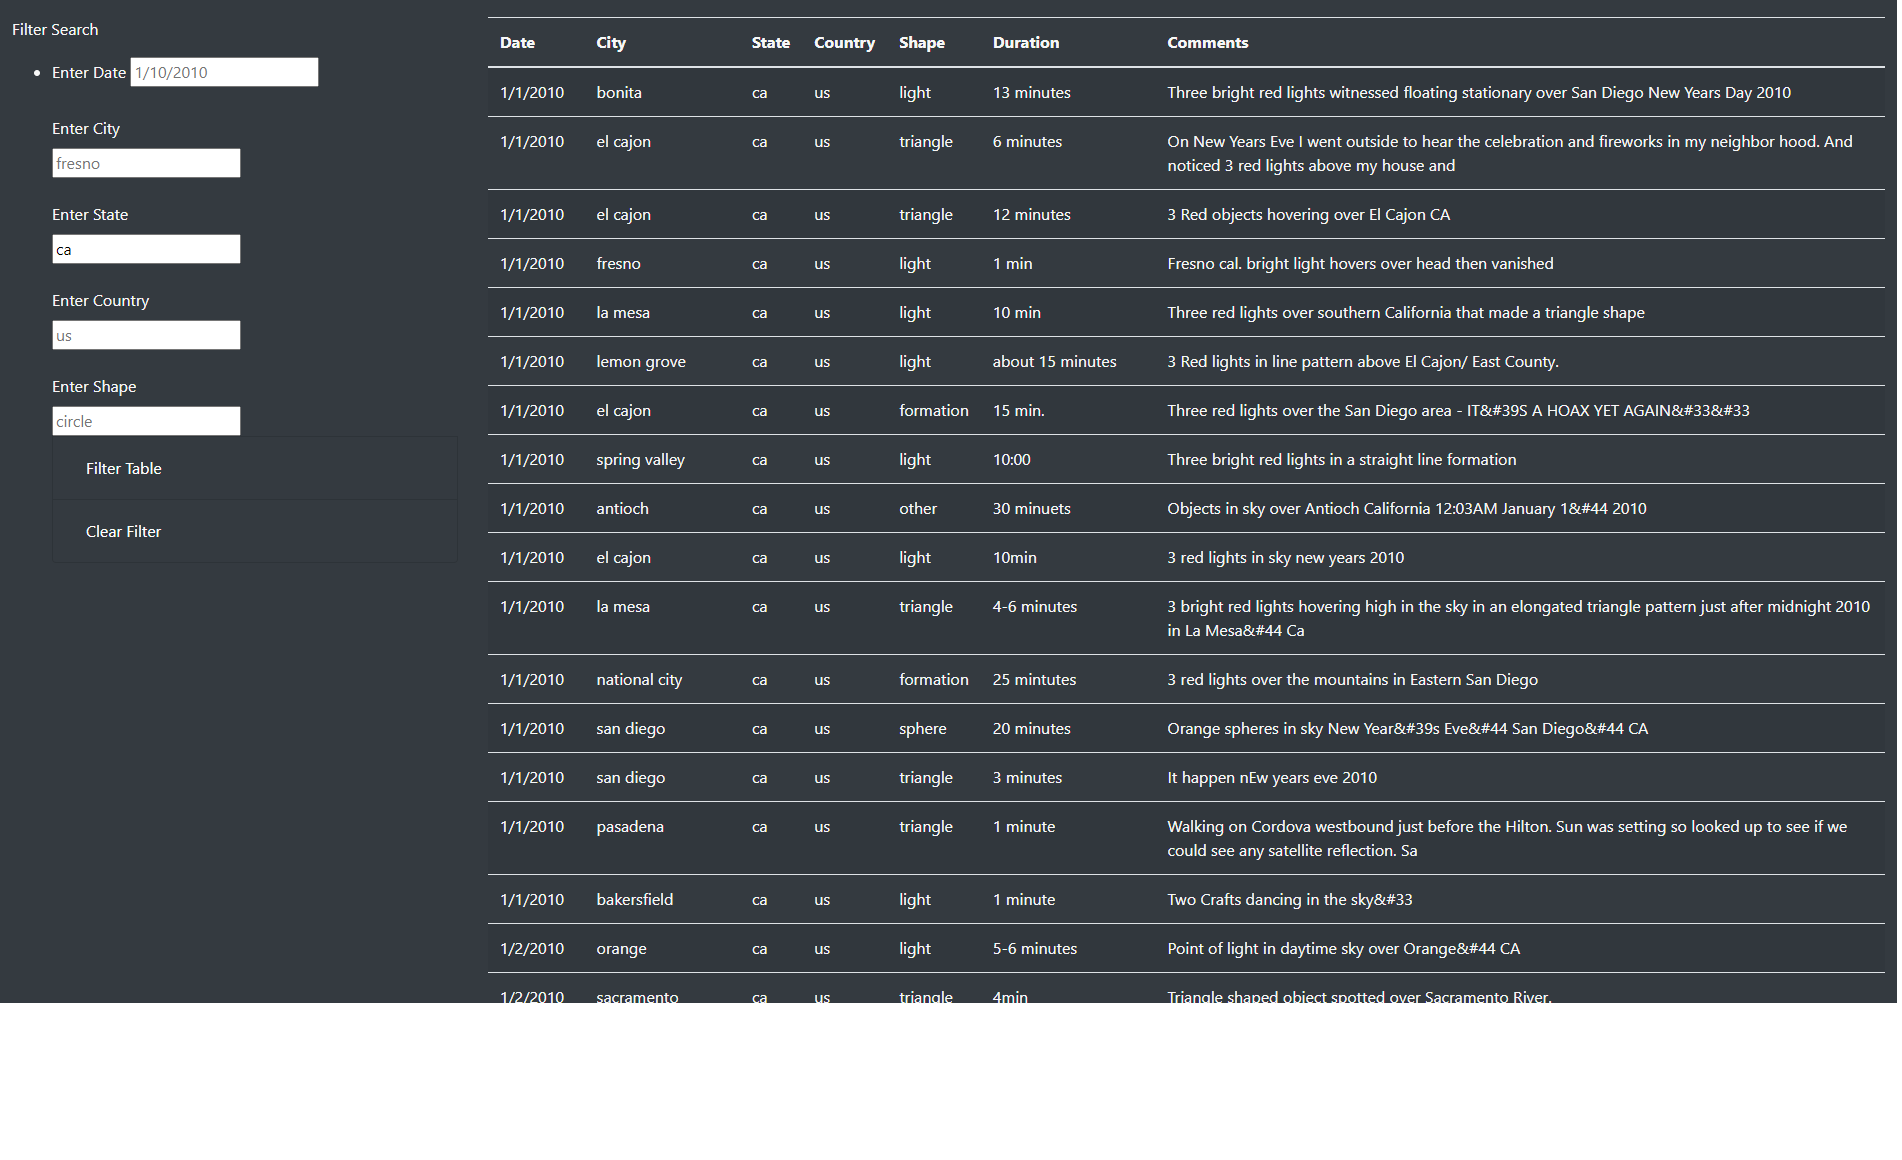 Filter Search
Enter Date 1/10/2010
Enter City
fresno
Enter State
ca
Enter Country
us
Enter Shape
circle
Filter Table
Clear Filter
Date City State Country Shape Duration Comments
1/1/2010 bonita ca us light 13 minutes Three bright red lights witnessed floating stationary over San Diego New Years Day 2010
1/1/2010 el cajon ca us triangle 6 minutes On New Years Eve I went outside to hear the celebration and fireworks in my neighbor hood. And
noticed 3 red lights above my house and
1/1/2010 el cajon ca us triangle 12 minutes 3 Red objects hovering over El Cajon CA
1/1/2010 fresno ca us light 1 min Fresno cal. bright light hovers over head then vanished
1/1/2010 la mesa ca us light 10 min Three red lights over southern California that made a triangle shape
1/1/2010 lemon grove ca us light about 15 minutes 3 Red lights in line pattern above El Cajon/ East County.
1/1/2010 el cajon ca us formation 15 min. Three red lights over the San Diego area - IT&#39S A HOAX YET AGAIN&#33&#33
1/1/2010 spring valley ca us light 10:00 Three bright red lights in a straight line formation
1/1/2010 antioch ca us other 30 minuets Objects in sky over Antioch California 12:03AM January 1&#44 2010
1/1/2010 el cajon ca us light 10min 3 red lights in sky new years 2010
1/1/2010 la mesa ca us triangle 4-6 minutes 3 bright red lights hovering high in the sky in an elongated triangle pattern just after midnight 2010
in La Mesa&#44 Ca
1/1/2010 national city ca us formation 25 mintutes 3 red lights over the mountains in Eastern San Diego
1/1/2010 san diego ca us sphere 20 minutes Orange spheres in sky New Year&#39s Eve&#44 San Diego&#44 CA
1/1/2010 san diego ca us triangle 3 minutes It happen nEw years eve 2010
1/1/2010 pasadena ca us triangle 1 minute Walking on Cordova westbound just before the Hilton. Sun was setting so looked up to see if we
could see any satellite reflection. Sa
1/1/2010 bakersfield ca us light 1 minute Two Crafts dancing in the sky&#33
1/2/2010 orange ca us light 5-6 minutes Point of light in daytime sky over Orange&#44 CA
1/2/2010 sacramento ca us triangle 4min Triangle shaped object spotted over Sacramento River.